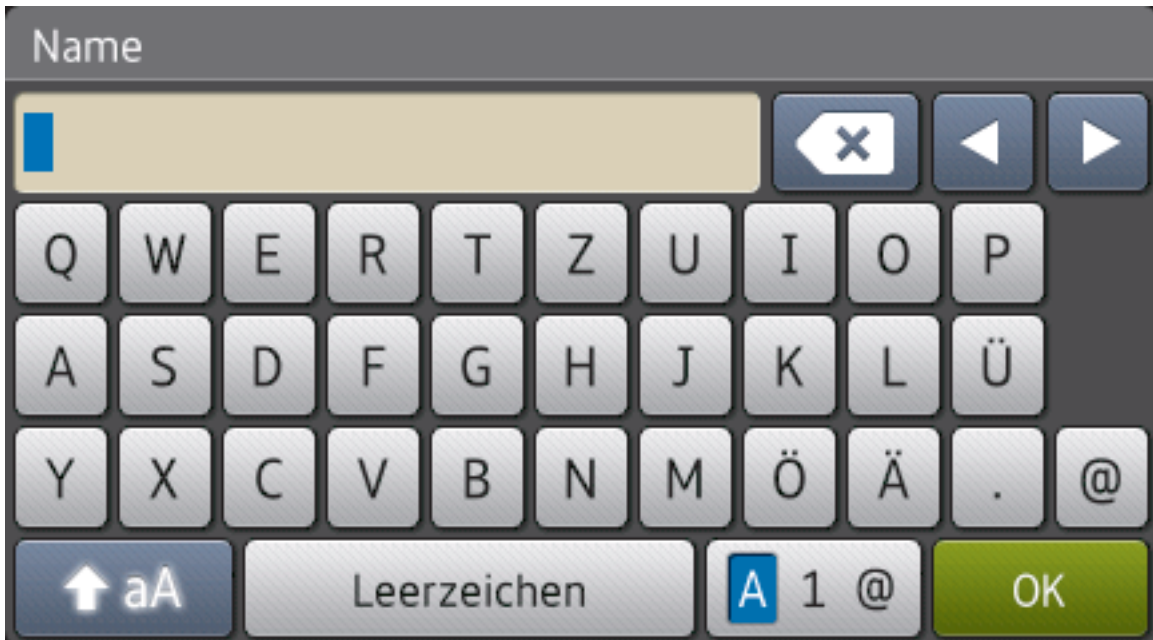 Name
Q W E R T Z U I O P
A S D F G H J K L Ü
Y X C V B N M Ö Ä . @
aA Leerzeichen A 1 @ OK